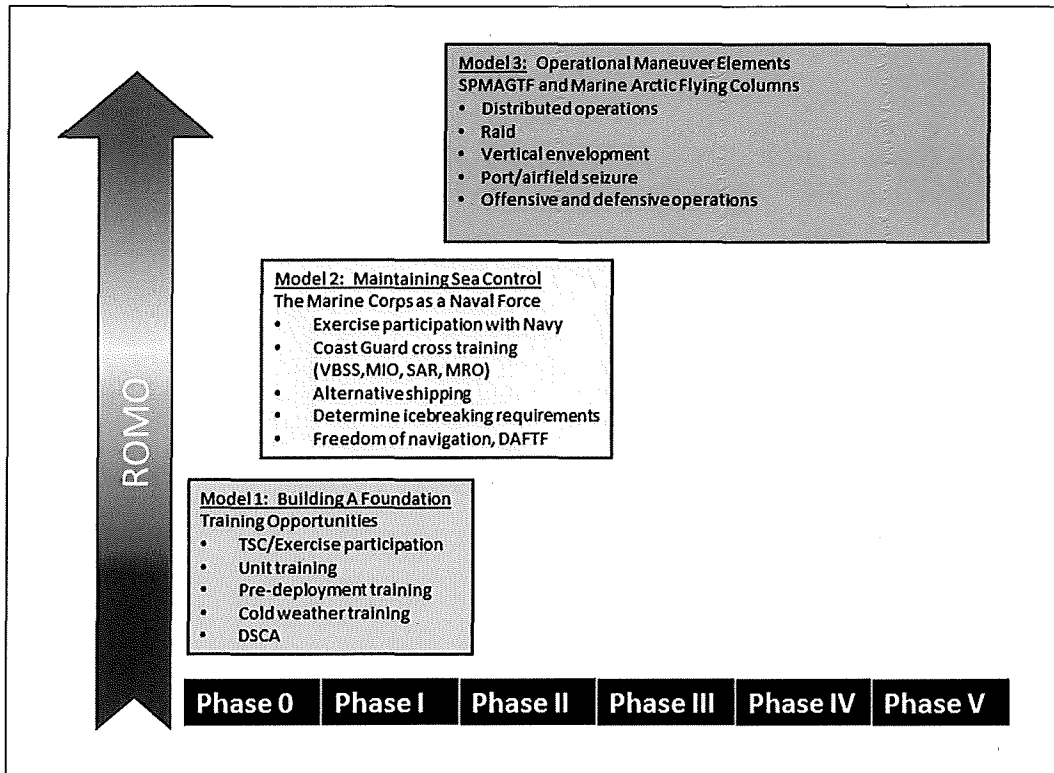 Model 3: Operational Maneuver Elements
SPMAGTF and Marine Arctic Flying Columns
• Distributed operations
• Raid
• Vertical envelopment
• Port/airfield seizure
• Offensive and defensive operations
Model 2: Maintaining Sea Control
The Marine Corps as a Naval Force
• Exercise participation with Navy
• Coast Guard cross training
(VBSS,MIO, SAR, MRO)
• Alternative shipping
• Determine icebreaking requirements
• Freedom of navigation, DAFTF
ROMO
Model 1: Building A Foundation
Training Opportunities
• TSC/Exercise participation
• Unit training
• Pre-deployment training
• Cold weather training
• DSCA
Phase 0 Phase I Phase II Phase III Phase IV Phase V